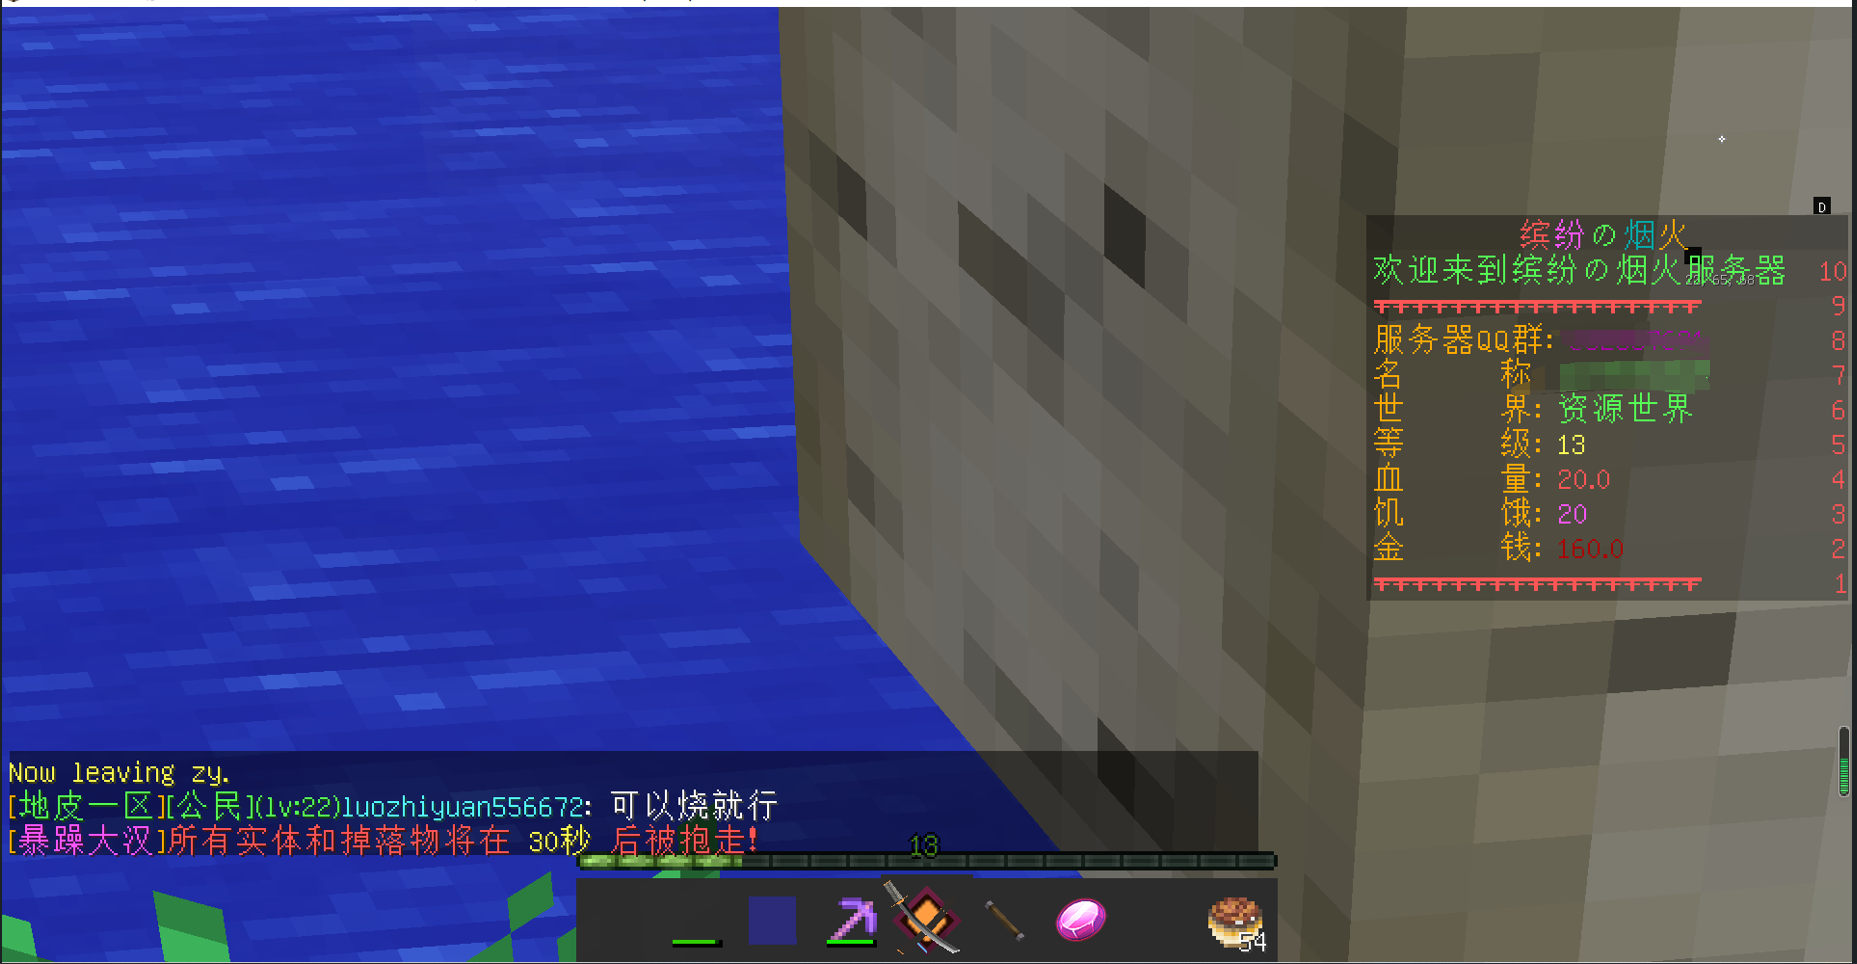 D
缤纷の烟火
欢迎来到缤纷の烟火服务器 10
9
服务器QQ群: 8
名 称 7
世 界: 资源世界 6
等 级: 13 5
血 量: 20.0 4
饥 饿: 20 3
金 钱: 160.0 2
1
Now leaving zy.
[地皮一区][公民](lv:22)luozhiyuan556672: 可以烧就行
[暴躁大汉]所有实体和掉落物将在 30秒 后被抱走!
13
54